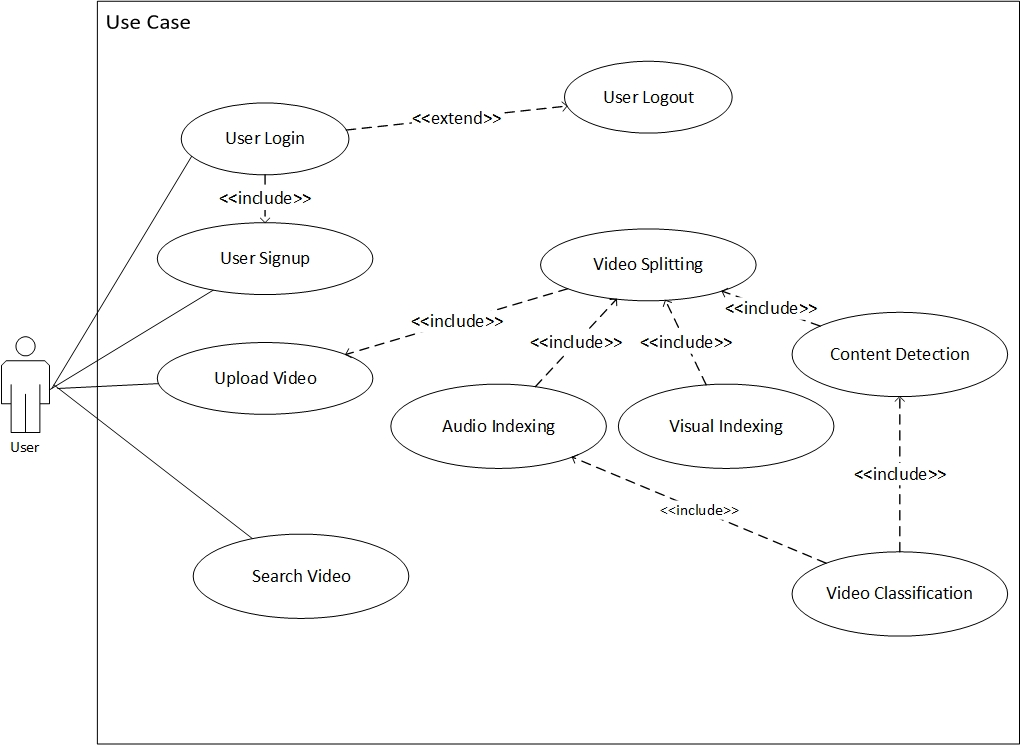 Use Case
User Logout
<<extend>>
User Login
<<include>>
User Signup
Video Splitting
<<include>>
<<include>>
<<include>>
<<include>>
Content Detection
Upload Video
Audio Indexing
Visual Indexing
User
<<include>>
<<include>>
Search Video
Video Classification